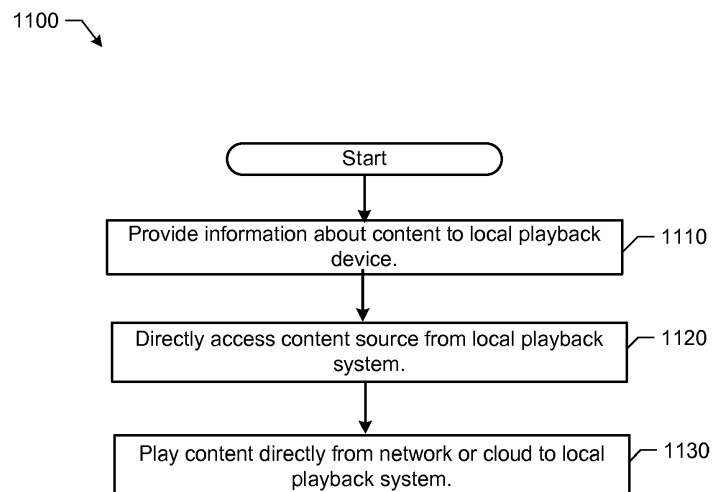 1100
Start
Provide information about content to local playback
device.
1110
Directly access content source from local playback
system.
1120
Play content directly from network or cloud to local
playback system.
1130